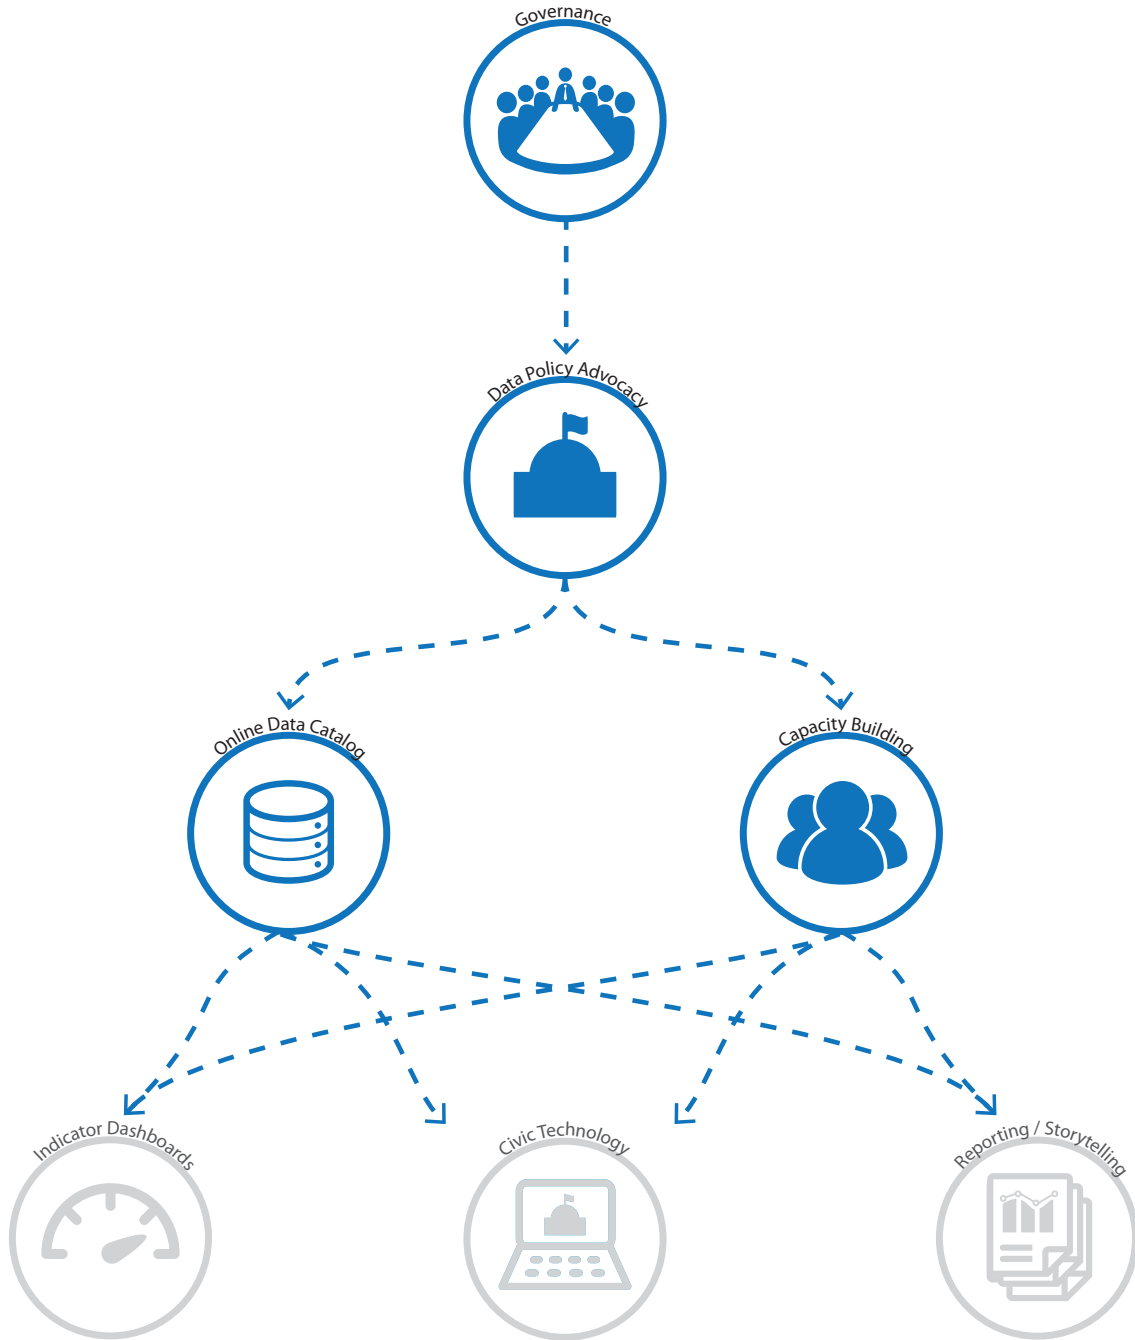 Governance
Data Policy Advocacy
Online Data Catalog
Capacity Building
Indicator Dashboards
Civic Technology
Reporting / Storytelling